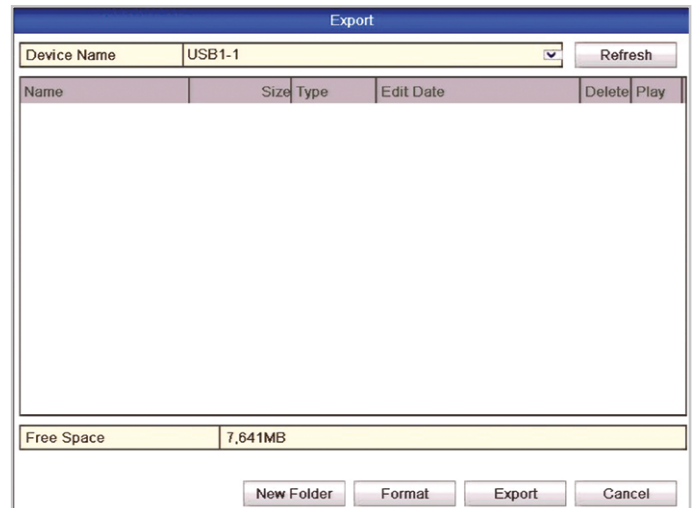 Export
Device Name USB1-1 Refresh
Name Size Type Edit Date Delete Play
Free Space 7,641MB
New Folder Format Export Cancel